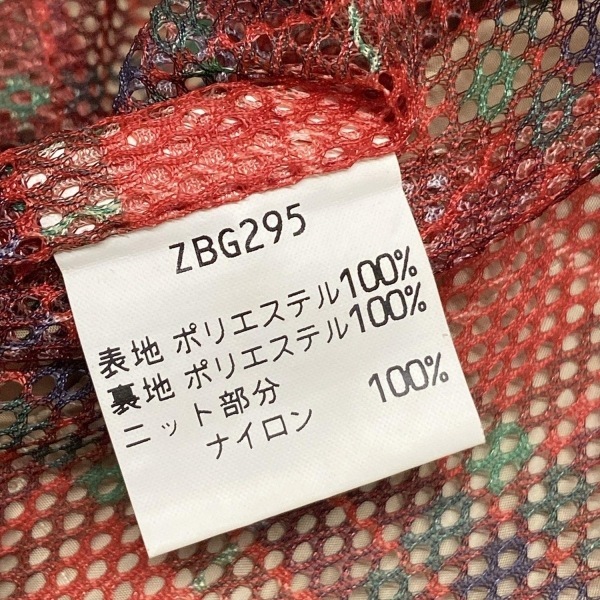 ZBG295
表地 ポリエステル100%
裏地 ポリエステル100%
ニット部分
ナイロン 100%